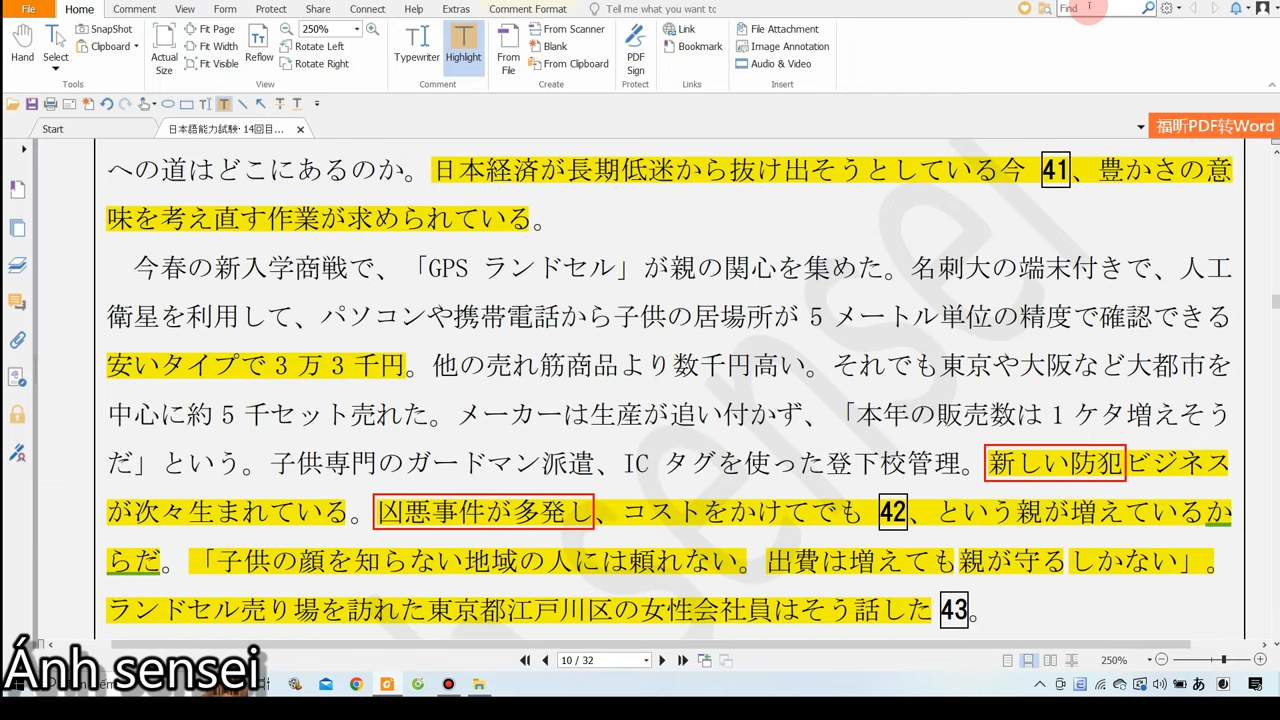 File Home Comment View Form Protect Share Connect Help Extras Comment Format Tell me what you want to Find
SnapShot Fit Page 250% From Scanner Link File Attachment
Clipboard Fit Width Rotate Left Blank Bookmark Image Annotation
Hand Select Actual Size Fit Visible Reflow Rotate Right Typewriter Highlight From File From Clipboard PDF Sign Audio & Video
Tools View Comment Create Protect Links Insert
Start 日本語能力試験· 14回目... 福昕PDF转Word
への道はどこにあるのか。日本経済が長期低迷から抜け出そうとしている今 41、豊かさの意
味を考え直す作業が求められている。
今春の新入学商戦で、「GPS ランドセル」が親の関心を集めた。名刺大の端末付きで、人工
衛星を利用して、パソコンや携帯電話から子供の居場所が 5 メートル単位の精度で確認できる
安いタイプで 3 万 3 千円。他の売れ筋商品より数千円高い。それでも東京や大阪など大都市を
中心に約 5 千セット売れた。メーカーは生産が追い付かず、「本年の販売数は 1 ケタ増えそう
だ」という。子供専門のガードマン派遣、IC タグを使った登下校管理。新しい防犯ビジネス
が次々生まれている。凶悪事件が多発し、コストをかけてでも 42、という親が増えているか
らだ。「子供の顔を知らない地域の人には頼れない。出費は増えても親が守るしかない」。
ランドセル売り場を訪れた東京都江戸川区の女性会社員はそう話した 43。
10 / 32 250%
Ánh sensei